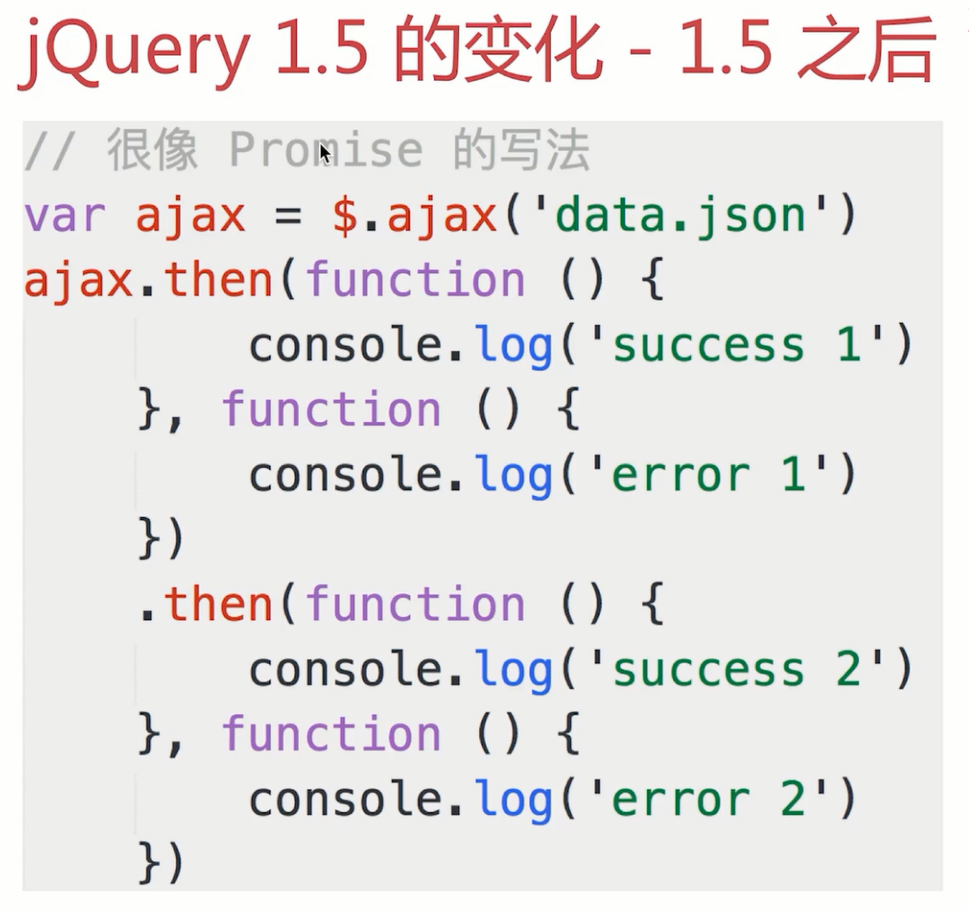 jQuery 1.5 的变化 - 1.5 之后
// 很像 Promise 的写法
var ajax = $.ajax('data.json')
ajax.then(function () {
        console.log('success 1')
    }, function () {
        console.log('error 1')
    })
    .then(function () {
        console.log('success 2')
    }, function () {
        console.log('error 2')
    })